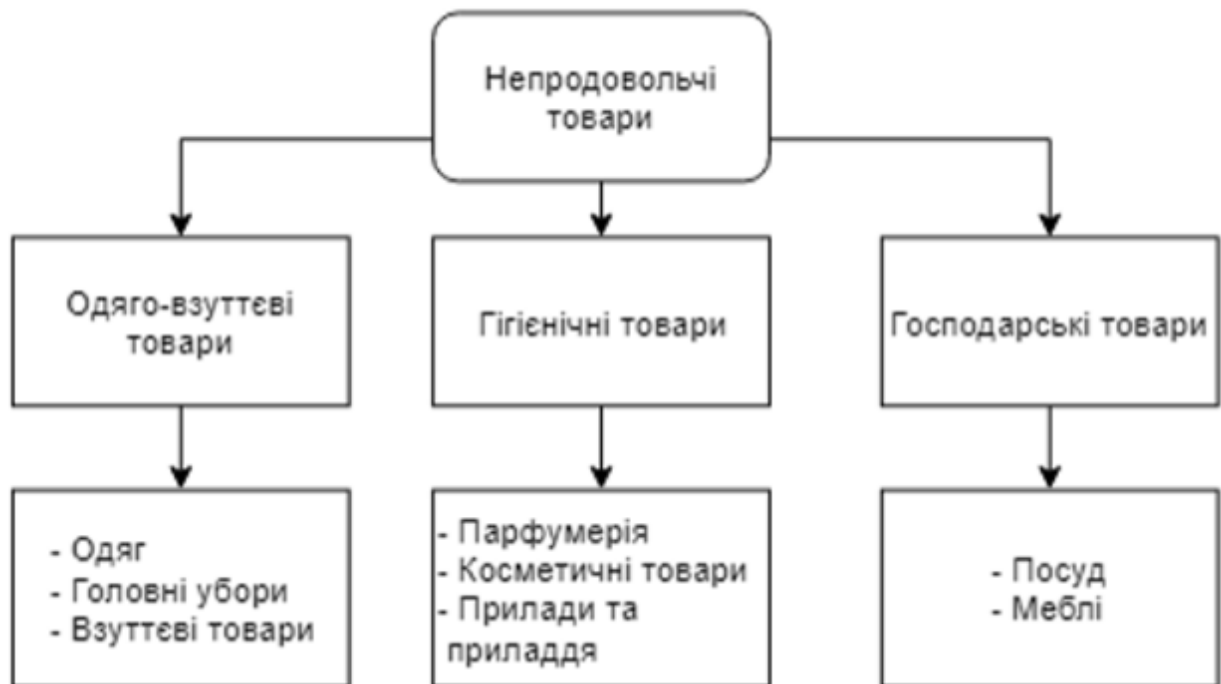 Непродовольчі
товари
Одяго-взуттєві
товари
Гігієнічні товари
Господарські товари
- Одяг
- Головні убори
- Взуттєві товари
- Парфумерія
- Косметичні товари
- Прилади та
приладдя
- Посуд
- Меблі